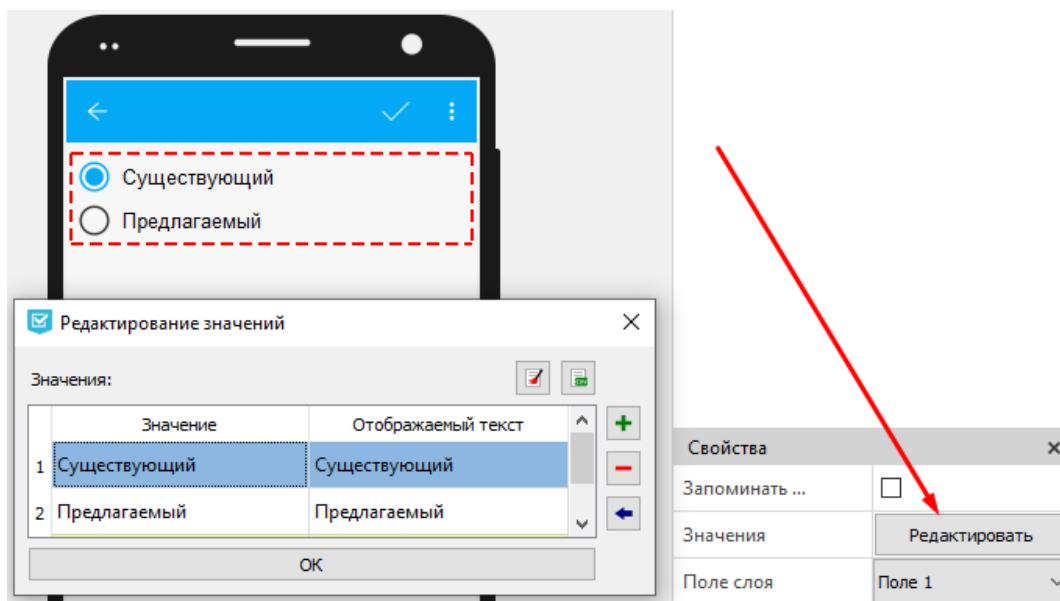 Существующий
Предлагаемый
Редактирование значений
Значения:
Значение Отображаемый текст
1 Существующий Существующий
2 Предлагаемый Предлагаемый
OK
Свойства
Запоминать ...
Значения Редактировать
Поле слоя Поле 1